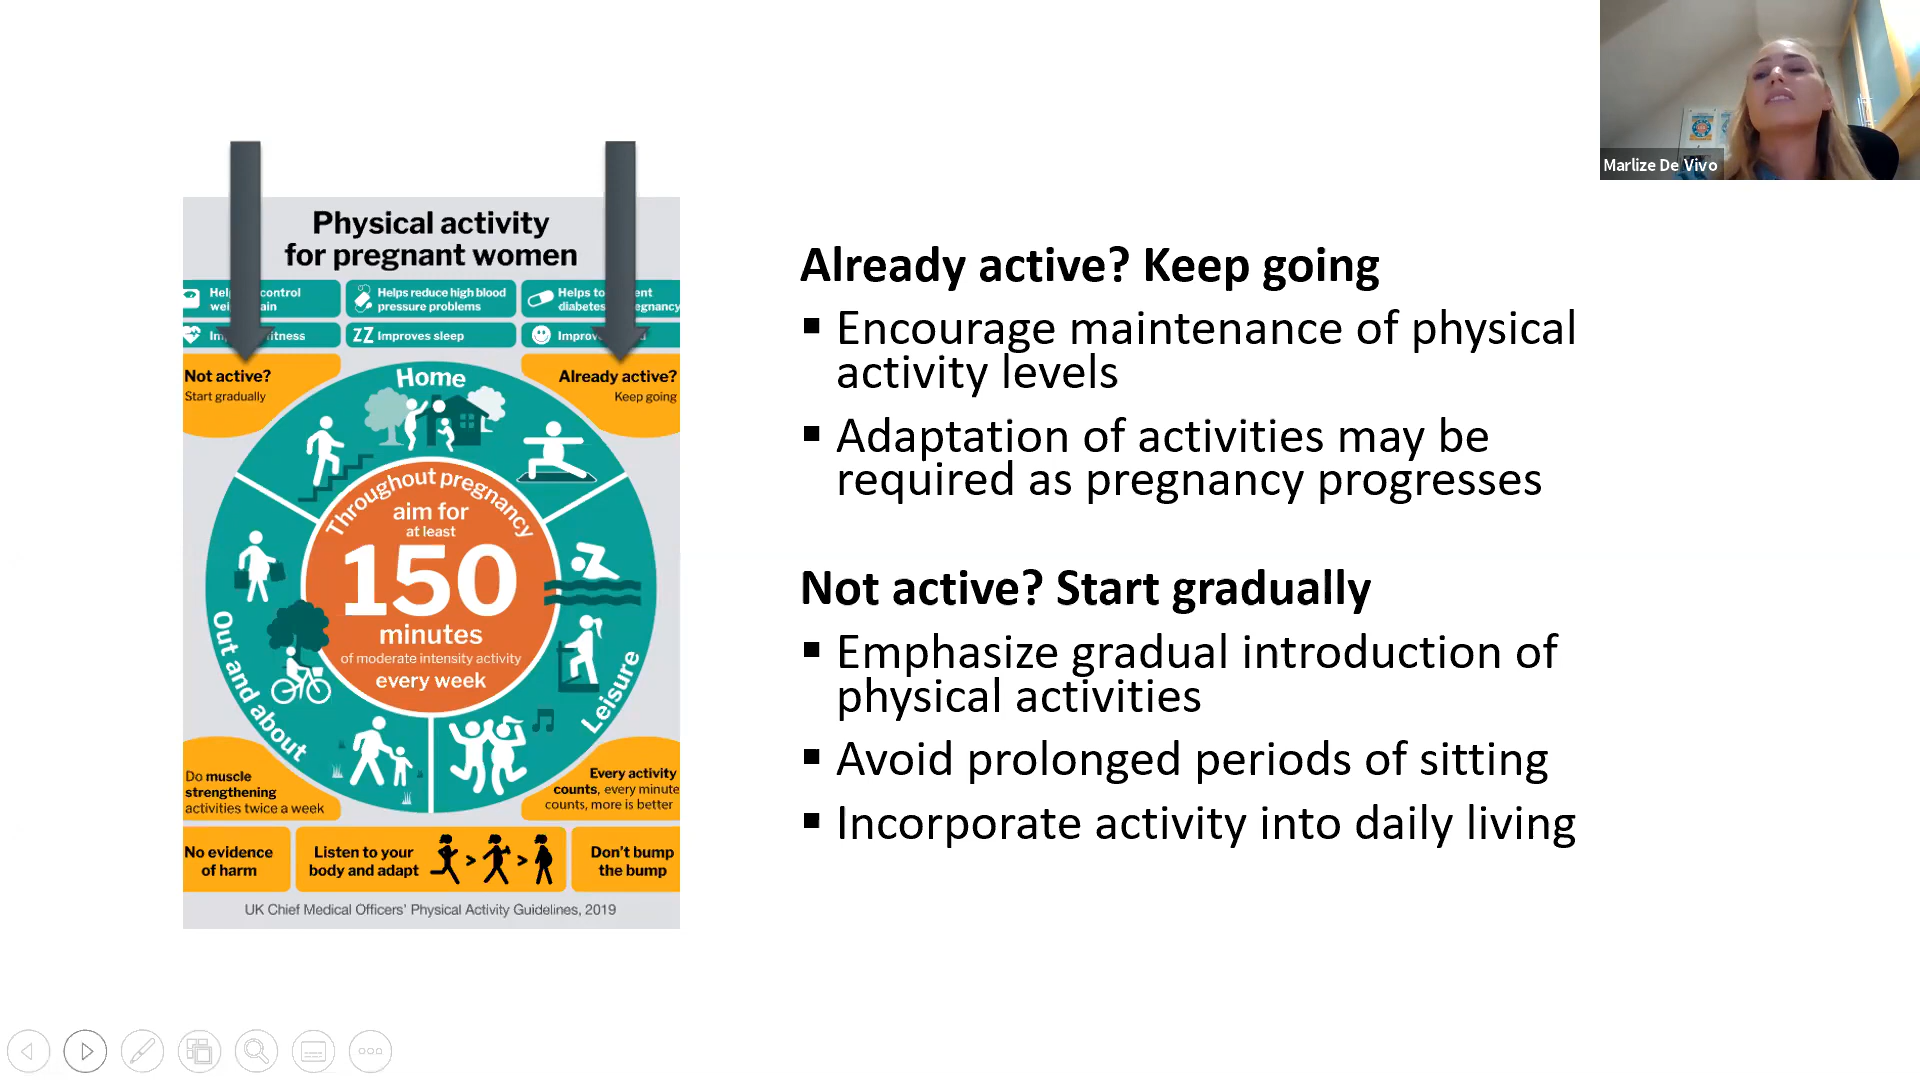 Marlize De Vivo
Physical activity
for pregnant women
control
Helps reduce high blood
pressure problems
Helps to
diabetes
ZZ Improves sleep
Not active?
Start gradually
Already active?
Keep going
Home
Throughout pregnancy
aim for
at least
150
minutes
of moderate intensity activity
every week
Out and about
Leisure
Do muscle
strengthening
activities twice a week
Every activity
counts, every minute
counts, more is better
No evidence
of harm
Listen to your
body and adapt
> >
Don't bump
the bump
UK Chief Medical Officers' Physical Activity Guidelines, 2019
Already active? Keep going
▪ Encourage maintenance of physical
activity levels
▪ Adaptation of activities may be
required as pregnancy progresses
Not active? Start gradually
▪ Emphasize gradual introduction of
physical activities
▪ Avoid prolonged periods of sitting
▪ Incorporate activity into daily living